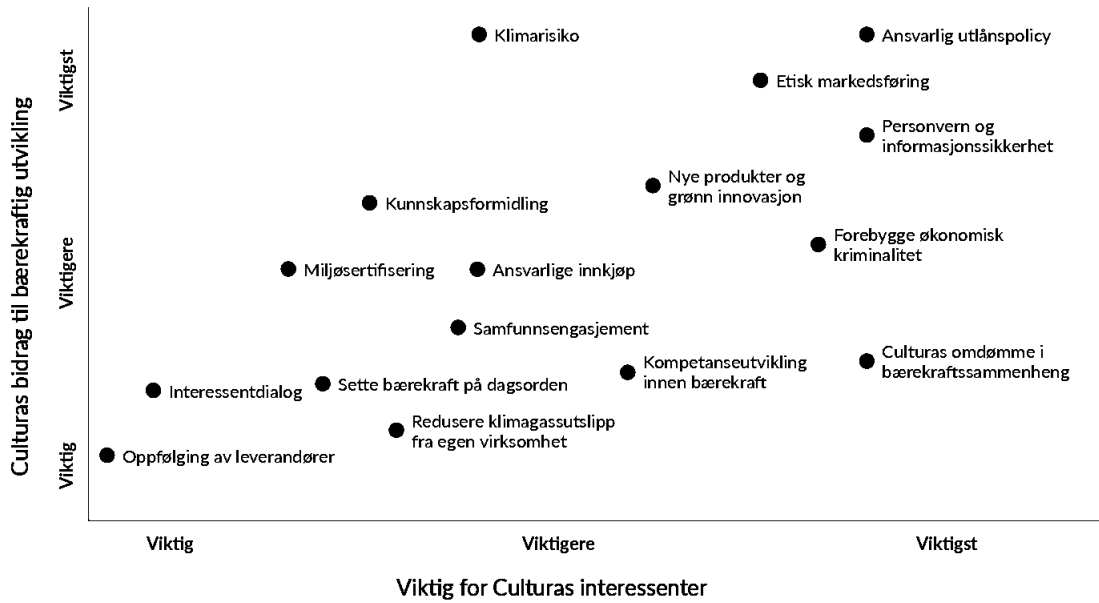 Culturas bidrag til bærekraftig utvikling
Viktigst
Viktigere
Viktig
Klimarisiko
Ansvarlig utlånspolicy
Etisk markedsføring
Personvern og
informasjonssikkerhet
Nye produkter og
grønn innovasjon
Kunnskapsformidling
Forebygge økonomisk
kriminalitet
Miljøsertifisering
Ansvarlige innkjøp
Samfunnsengasjement
Culturas omdømme i
bærekraftssammenheng
Kompetanseutvikling
innen bærekraft
Sette bærekraft på dagsorden
Interessentdialog
Redusere klimagassutslipp
fra egen virksomhet
Oppfølging av leverandører
Viktig
Viktigere
Viktigst
Viktig for Culturas interessenter